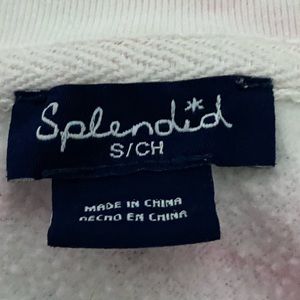 Splendid
S/CH
MADE IN CHINA
HECHO EN CHINA